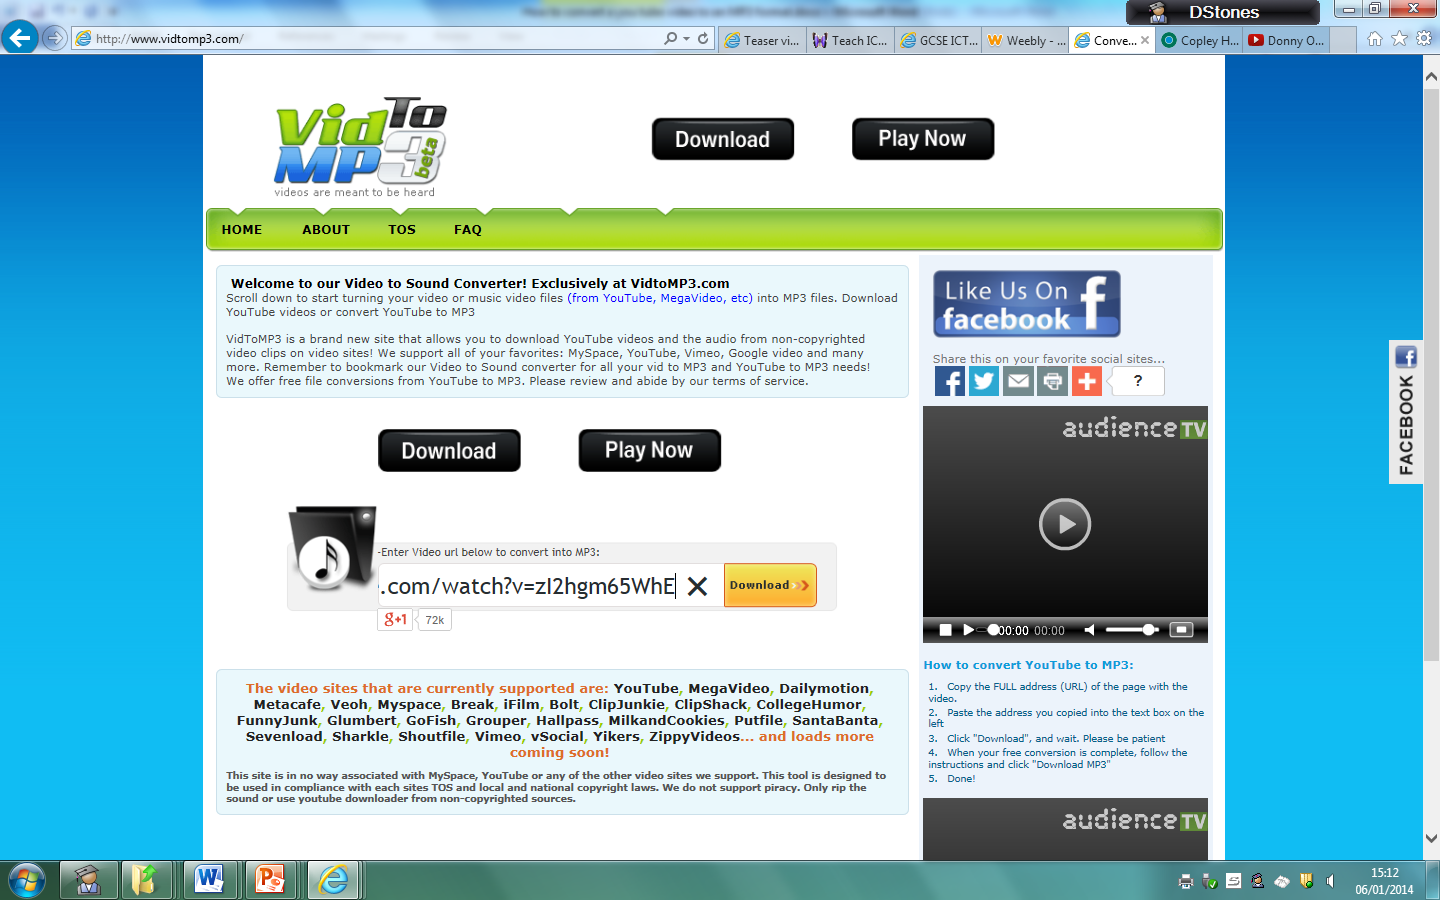 DStones
http://www.vidtomp3.com/
Teaser vi...
Teach IC...
GCSE ICT...
Weebly - ...
Conve...
Copley H...
Donny O...
VidTo
MP3
beta
videos are meant to be heard
Download
Play Now
HOME
ABOUT
TOS
FAQ
Welcome to our Video to Sound Converter! Exclusively at VidtoMP3.com
Scroll down to start turning your video or music video files (from YouTube, MegaVideo, etc) into MP3 files. Download
YouTube videos or convert YouTube to MP3
VidToMP3 is a brand new site that allows you to download YouTube videos and the audio from non-copyrighted
video clips on video sites! We support all of your favorites: MySpace, YouTube, Vimeo, Google video and many
more. Remember to bookmark our Video to Sound converter for all your vid to MP3 and YouTube to MP3 needs!
We offer free file conversions from YouTube to MP3. Please review and abide by our terms of service.
Download
Play Now
-Enter Video url below to convert into MP3:
.com/watch?v=zI2hgm65WhE
Download
g+1
72k
The video sites that are currently supported are: YouTube, MegaVideo, Dailymotion,
Metacafe, Veoh, Myspace, Break, iFilm, Bolt, ClipJunkie, ClipShack, CollegeHumor,
FunnyJunk, Glumbert, GoFish, Grouper, Hallpass, MilkandCookies, Putfile, SantaBanta,
Sevenload, Sharkle, Shoutfile, Vimeo, vSocial, Yikers, ZippyVideos... and loads more
coming soon!
This site is in no way associated with MySpace, YouTube or any of the other video sites we support. This tool is designed to
be used in compliance with each sites TOS and local and national copyright laws. We do not support piracy. Only rip the
sound or use youtube downloader from non-copyrighted sources.
Like Us On
facebook
Share this on your favorite social sites...
?
audience TV
00:00 00:00
How to convert YouTube to MP3:
1. Copy the FULL address (URL) of the page with the
video.
2. Paste the address you copied into the text box on the
left
3. Click "Download", and wait. Please be patient
4. When your free conversion is complete, follow the
instructions and click "Download MP3"
5. Done!
audience TV
FACEBOOK
15:12
06/01/2014